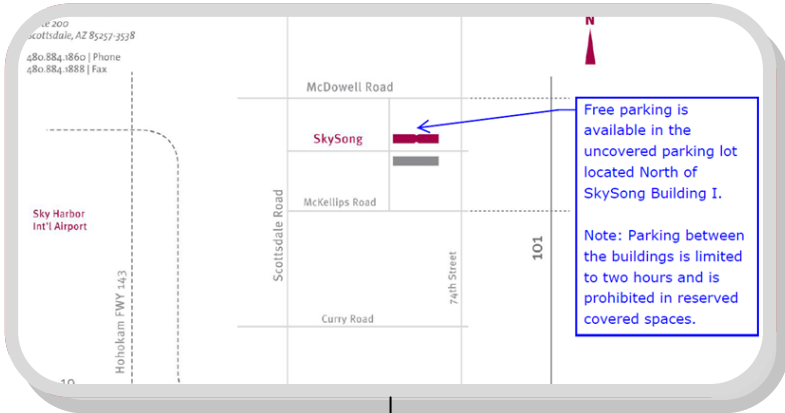 200
Scottsdale, AZ 85257-3538
480.884.1860 | Phone
480.884.1888 | Fax
N
McDowell Road
SkySong
McKellips Road
Scottsdale Road
74th Street
101
Curry Road
Sky Harbor
Int'l Airport
Hohokam FWY 143
10
Free parking is
available in the
uncovered parking lot
located North of
SkySong Building I.
Note: Parking between
the buildings is limited
to two hours and is
prohibited in reserved
covered spaces.